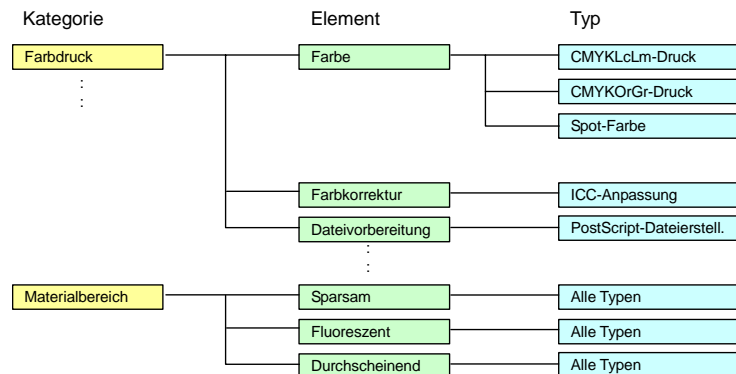 Kategorie Element Typ
Farbdruck Farbe CMYKLcLm-Druck
: CMYKOrGr-Druck
:
Spot-Farbe
Farbkorrektur ICC-Anpassung
Dateivorbereitung PostScript-Dateierstell.
:
:
Materialbereich Sparsam Alle Typen
Fluoreszent Alle Typen
Durchscheinend Alle Typen